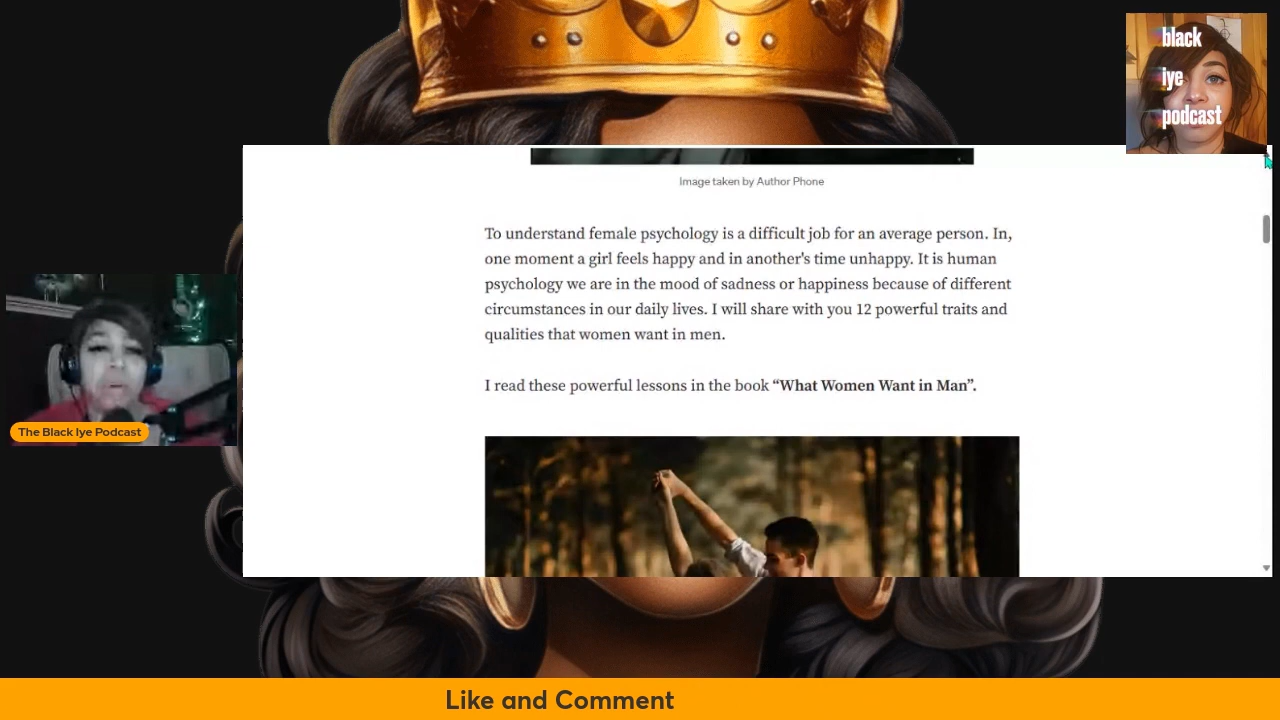 black
iye
podcast
Image taken by Author Phone
To understand female psychology is a difficult job for an average person. In,
one moment a girl feels happy and in another's time unhappy. It is human
psychology we are in the mood of sadness or happiness because of different
circumstances in our daily lives. I will share with you 12 powerful traits and
qualities that women want in men.
I read these powerful lessons in the book “What Women Want in Man”.
The Black Iye Podcast
Like and Comment